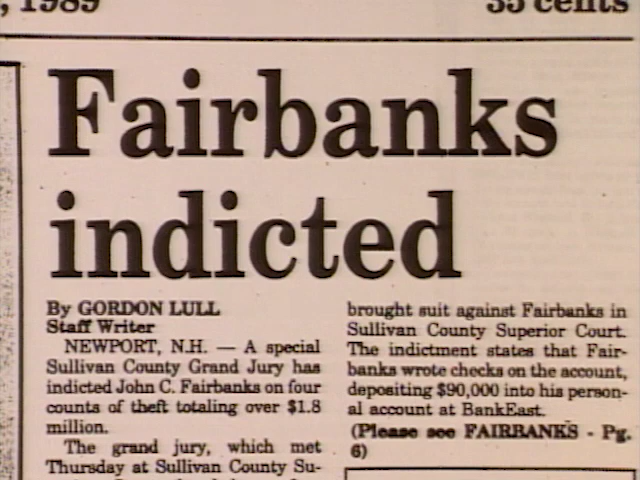 , 1989
35 cents
Fairbanks
indicted
By GORDON LULL
Staff Writer
NEWPORT, N.H. — A special
Sullivan County Grand Jury has
indicted John C. Fairbanks on four
counts of theft totaling over $1.8
million.
The grand jury, which met
Thursday at Sullivan County Su-
brought suit against Fairbanks in
Sullivan County Superior Court.
The indictment states that Fair-
banks wrote checks on the account,
depositing $90,000 into his person-
al account at BankEast.
(Please see FAIRBANKS - Pg.
6)